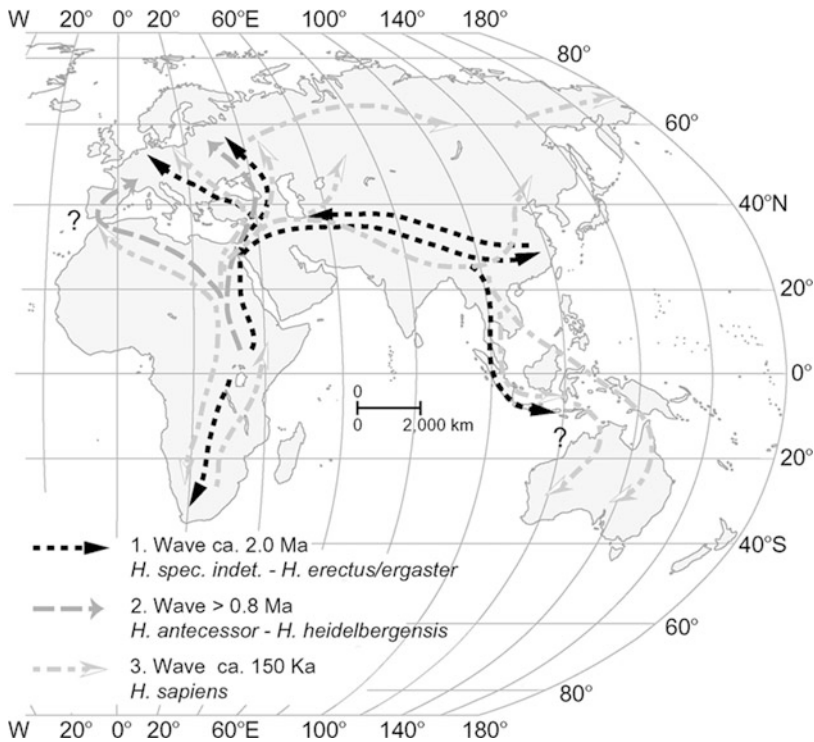 W 20° 0° 20° 60°E 100° 140° 180°
80°
60°
40°N
?
20°
0°
0
0 2,000 km
?
20°
40°S
1. Wave ca. 2.0 Ma
H. spec. indet. - H. erectus/ergaster
2. Wave > 0.8 Ma
H. antecessor - H. heidelbergensis
60°
3. Wave ca. 150 Ka
H. sapiens
80°
W 20° 0° 20° 60°E 100° 140° 180°